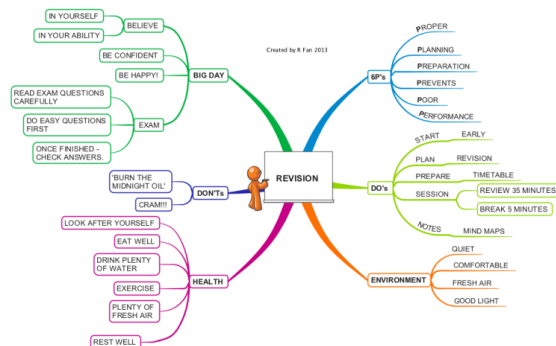 IN YOURSELF
IN YOUR ABILITY
BELIEVE
BE CONFIDENT
BE HAPPY!
BIG DAY
READ EXAM QUESTIONS
CAREFULLY
DO EASY QUESTIONS
FIRST
ONCE FINISHED -
CHECK ANSWERS.
EXAM
'BURN THE
MIDNIGHT OIL'
CRAM!!!
DON'Ts
LOOK AFTER YOURSELF
EAT WELL
DRINK PLENTY
OF WATER
EXERCISE
PLENTY OF
FRESH AIR
REST WELL
HEALTH
Created by R Fan 2013
REVISION
6P's
PROPER
PLANNING
PREPARATION
PREVENTS
POOR
PERFORMANCE
DO's
START EARLY
PLAN REVISION
PREPARE TIMETABLE
SESSION
REVIEW 35 MINUTES
BREAK 5 MINUTES
NOTES MIND MAPS
ENVIRONMENT
QUIET
COMFORTABLE
FRESH AIR
GOOD LIGHT